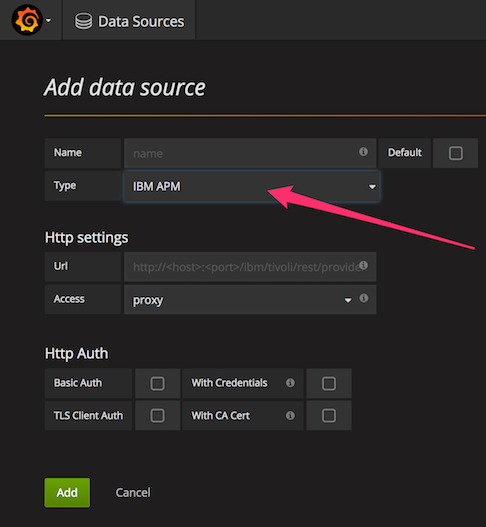 Data Sources
Add data source
Name name Default
Type IBM APM
Http settings
Url http://<host>:<port>/ibm/tivoli/rest/provide
Access proxy
Http Auth
Basic Auth With Credentials
TLS Client Auth With CA Cert
Add Cancel